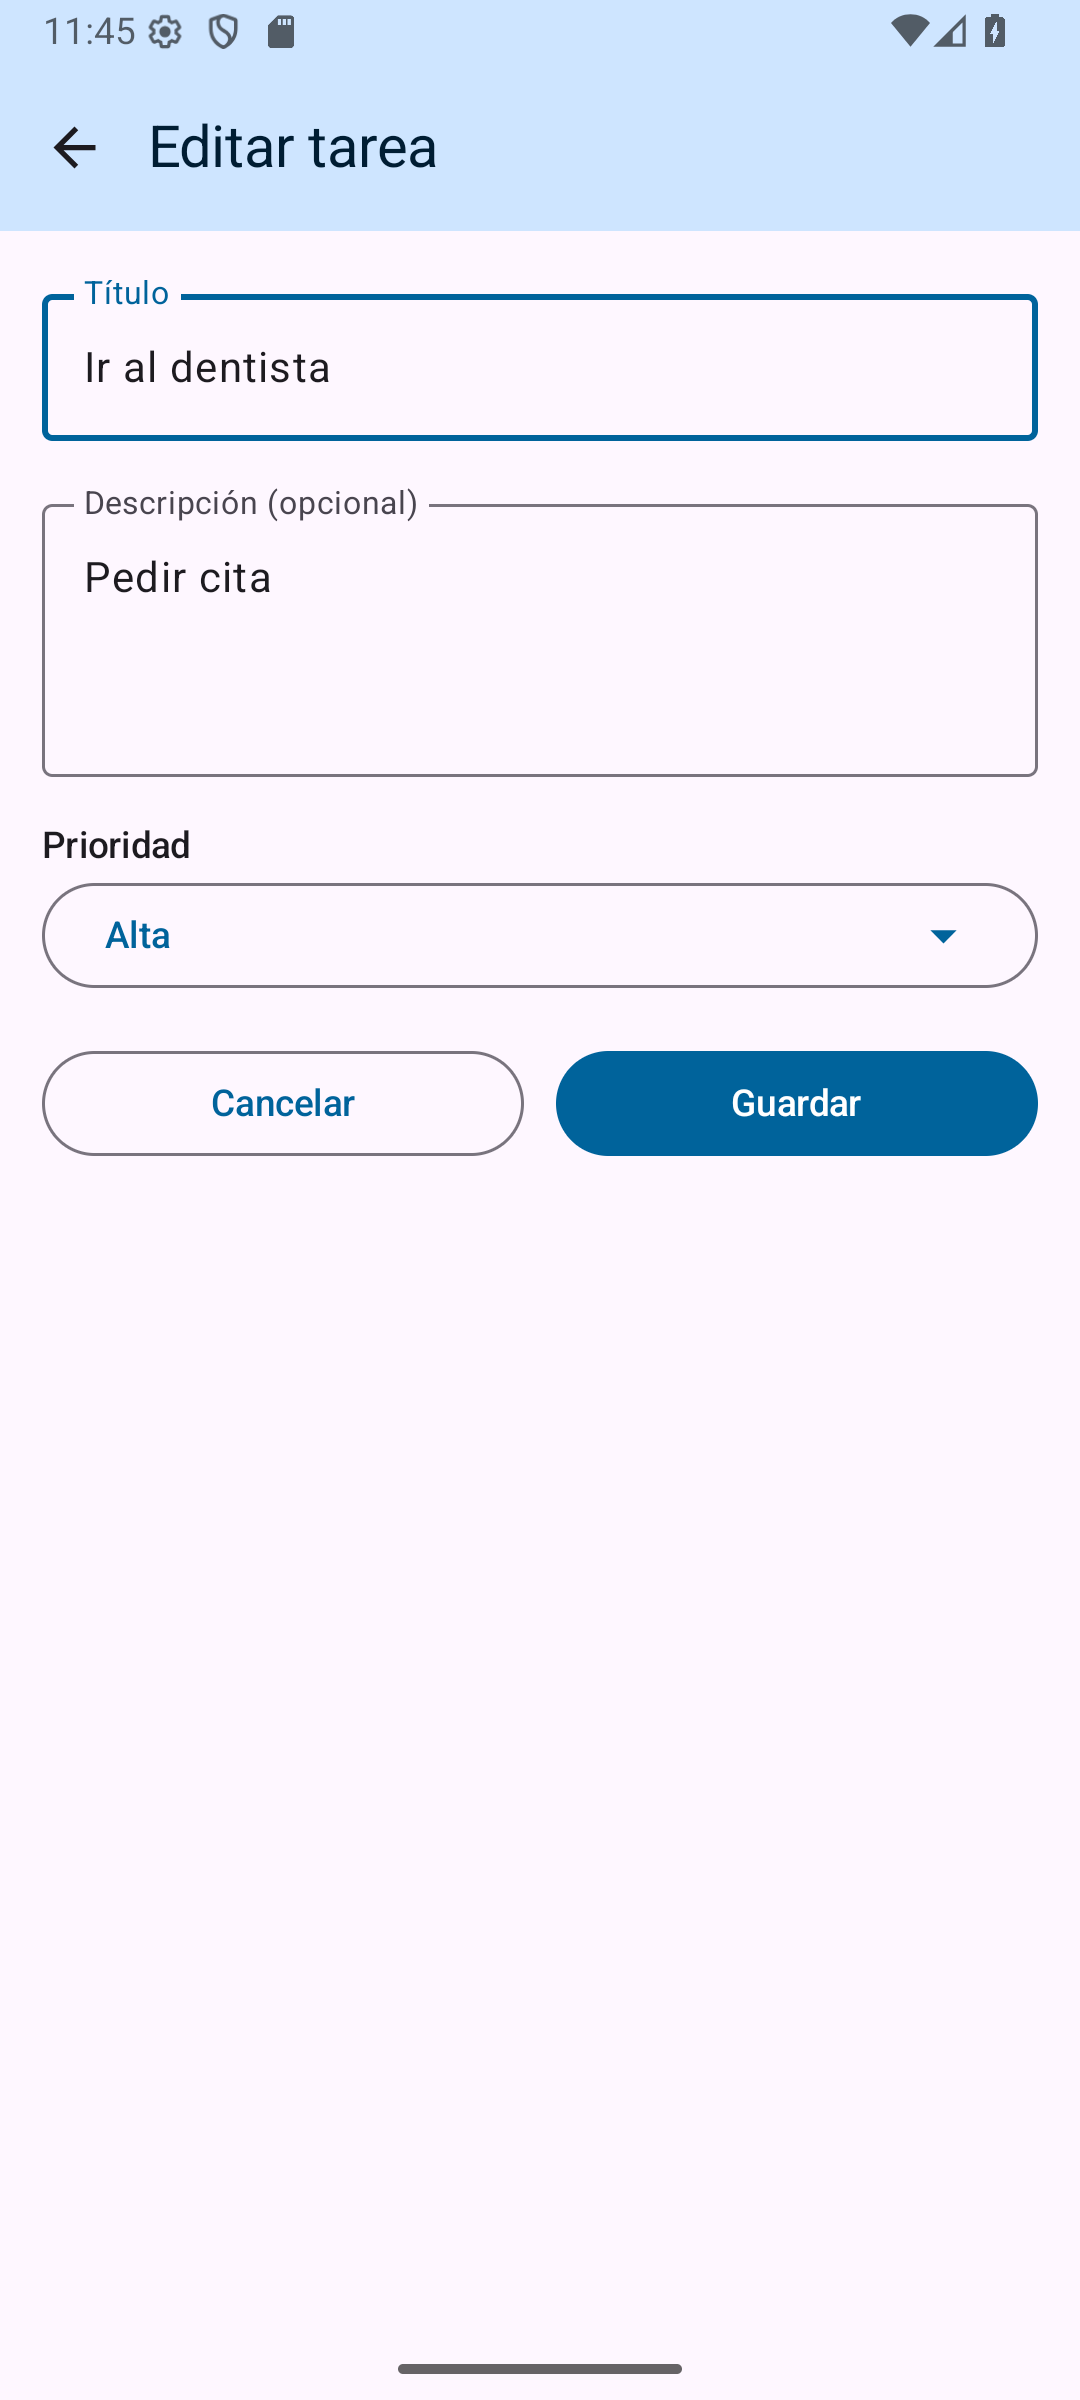 11:45
Editar tarea
Título
Ir al dentista
Descripción (opcional)
Pedir cita
Prioridad
Alta
Cancelar
Guardar